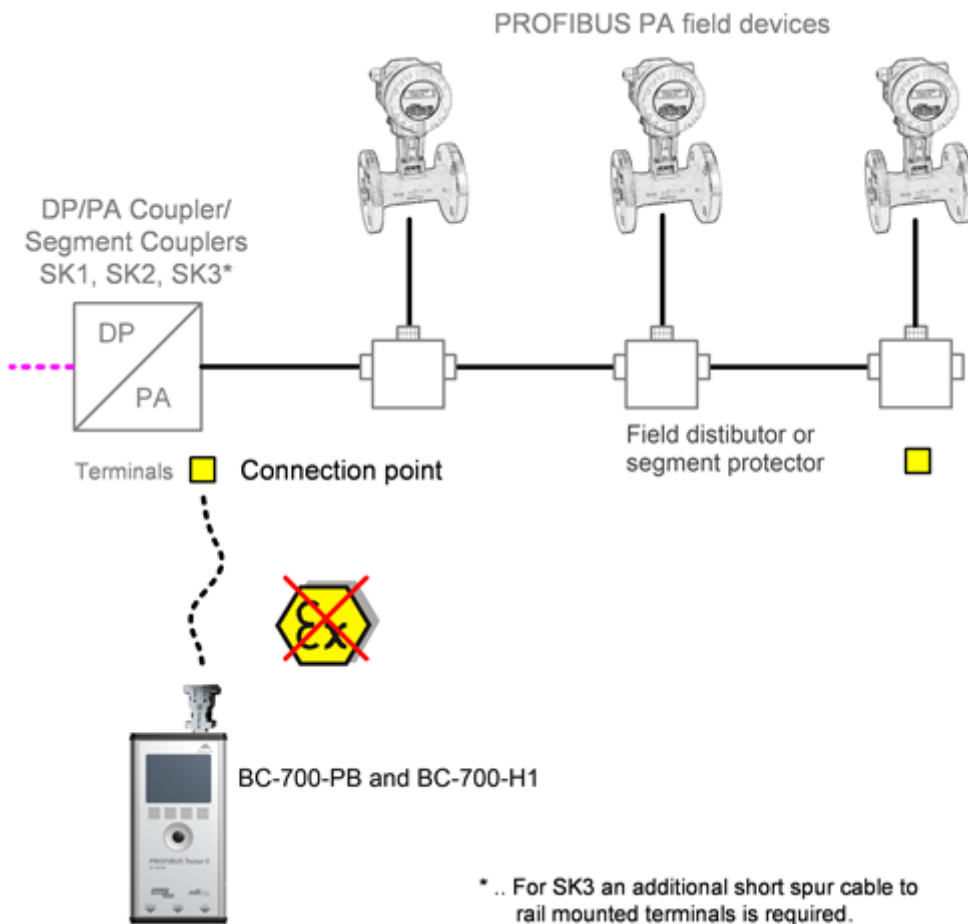 PROFIBUS PA field devices
DP/PA Coupler/
Segment Couplers
SK1, SK2, SK3*
DP
PA
Field distibutor or
segment protector
Terminals
Connection point
Ex
BC-700-PB and BC-700-H1
PROFIBUS Tester 5
* .. For SK3 an additional short spur cable to
rail mounted terminals is required.